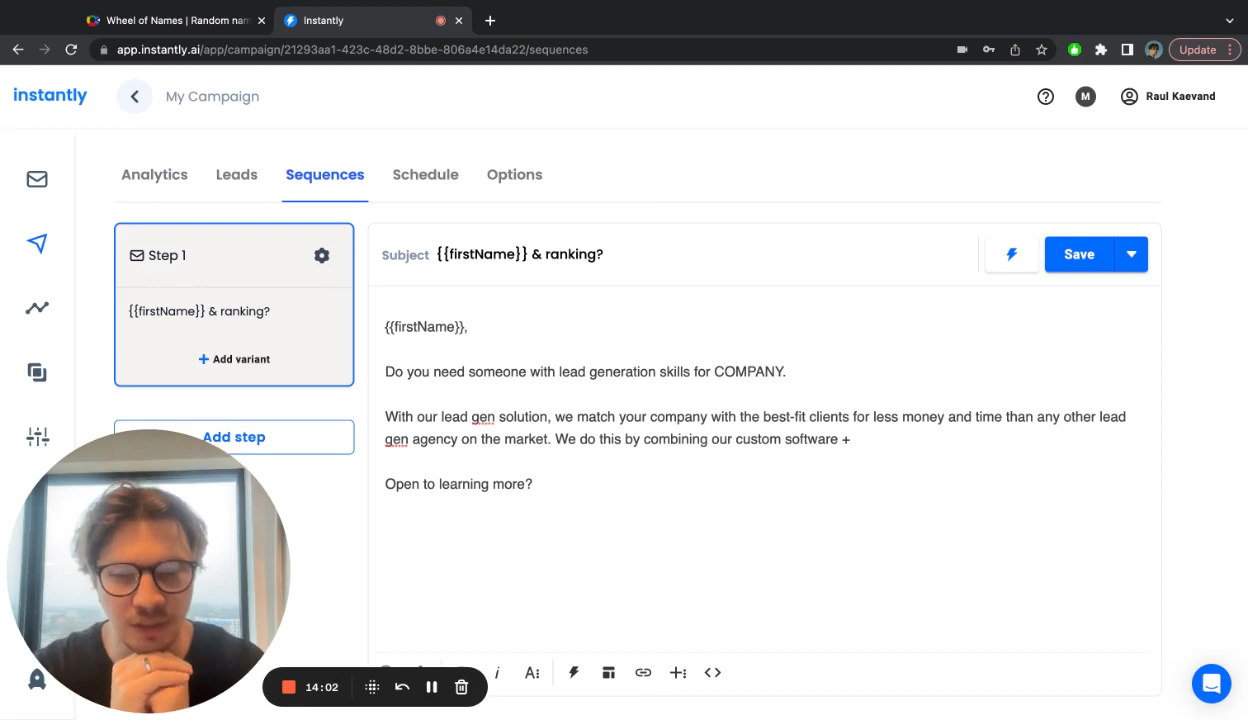 Wheel of Names | Random nam
Instantly
app.instantly.ai/app/campaign/21293aa1-423c-48d2-8bbe-806a4e14da22/sequences
Update
instantly
My Campaign
M
Raul Kaevand
Analytics
Leads
Sequences
Schedule
Options
Step 1
{{firstName}} & ranking?
Add variant
Add step
Subject {{firstName}} & ranking?
Save
{{firstName}},
Do you need someone with lead generation skills for COMPANY.
With our lead gen solution, we match your company with the best-fit clients for less money and time than any other lead
gen agency on the market. We do this by combining our custom software +
Open to learning more?
14:02